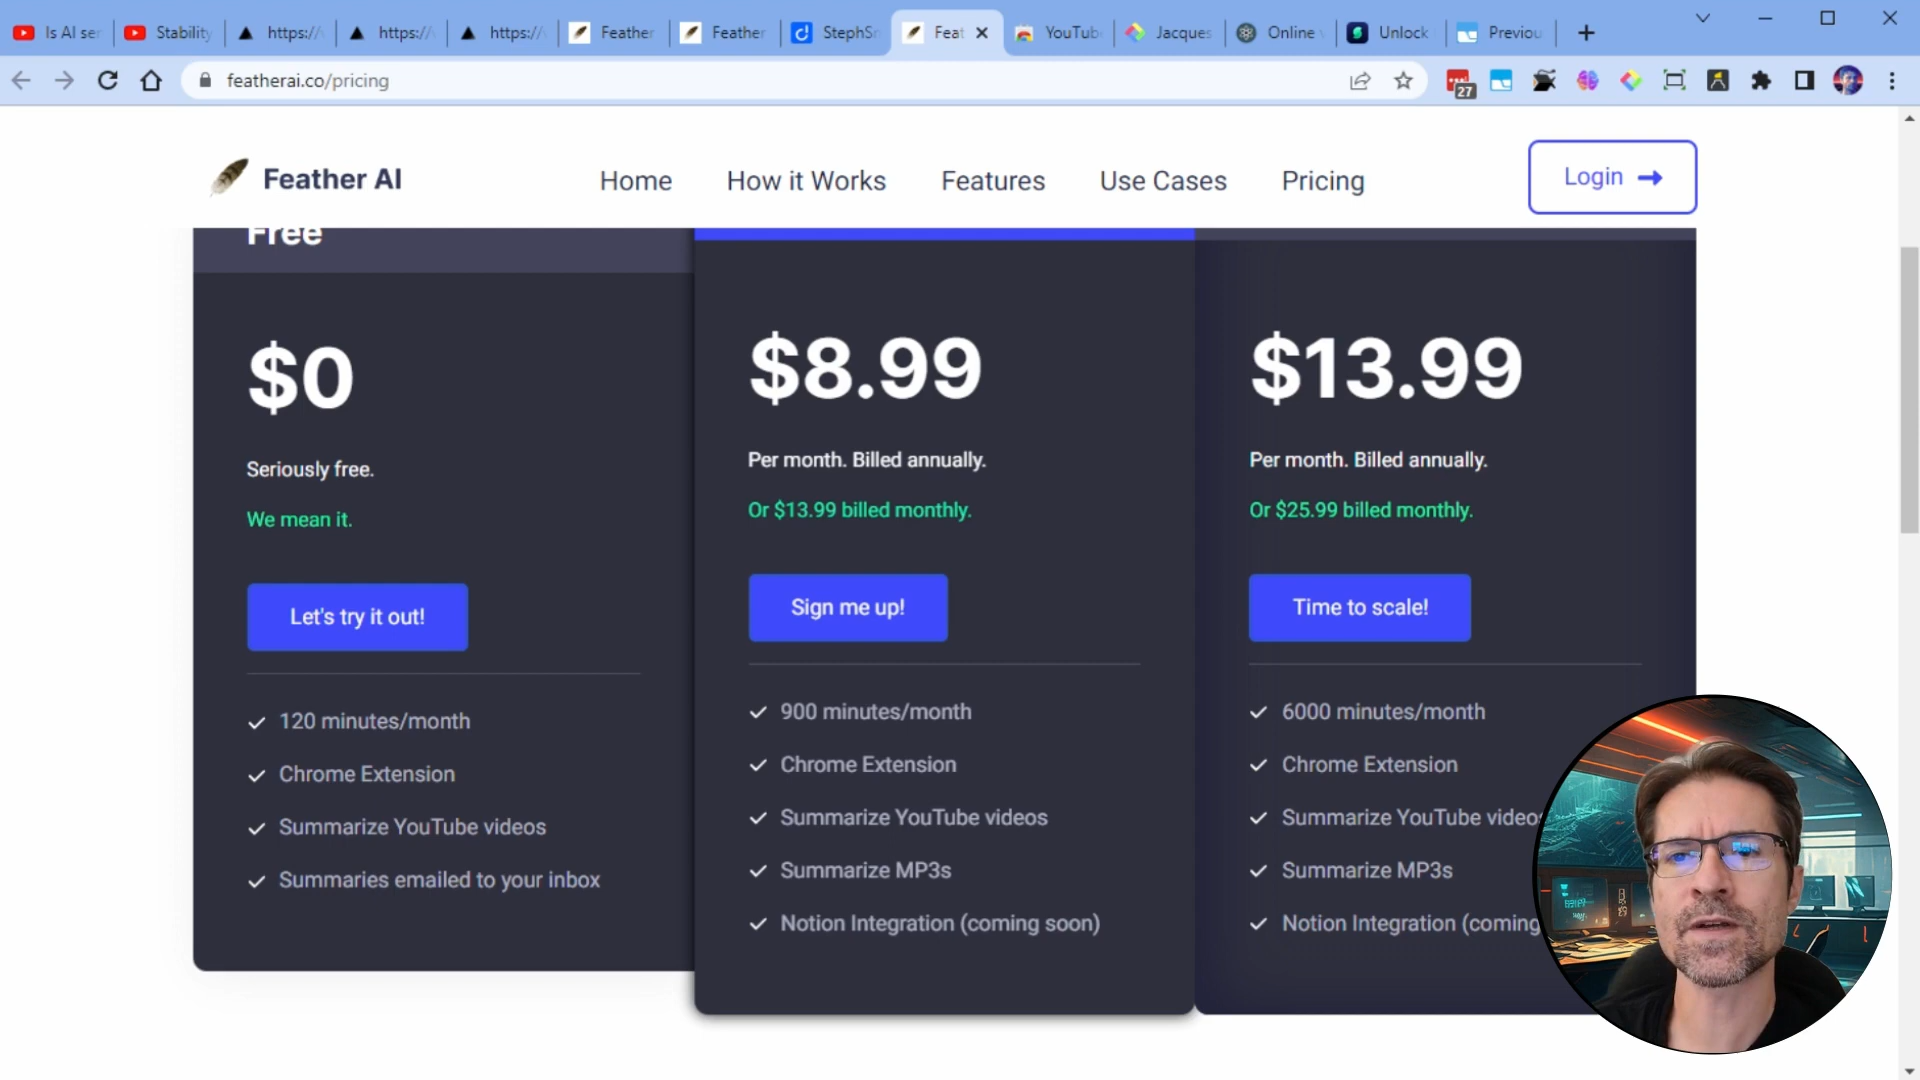 Is AI ser
Stability
https://
https://
https://
Feather
Feather
StephSn
Feat
YouTub
Jacques
Online
Unlock
Previou
featherai.co/pricing
27
Feather AI
Home
How it Works
Features
Use Cases
Pricing
Login
Free
$0
Seriously free.
We mean it.
Let's try it out!
120 minutes/month
Chrome Extension
Summarize YouTube videos
Summaries emailed to your inbox
$8.99
Per month. Billed annually.
Or $13.99 billed monthly.
Sign me up!
900 minutes/month
Chrome Extension
Summarize YouTube videos
Summarize MP3s
Notion Integration (coming soon)
$13.99
Per month. Billed annually.
Or $25.99 billed monthly.
Time to scale!
6000 minutes/month
Chrome Extension
Summarize YouTube videos
Summarize MP3s
Notion Integration (coming